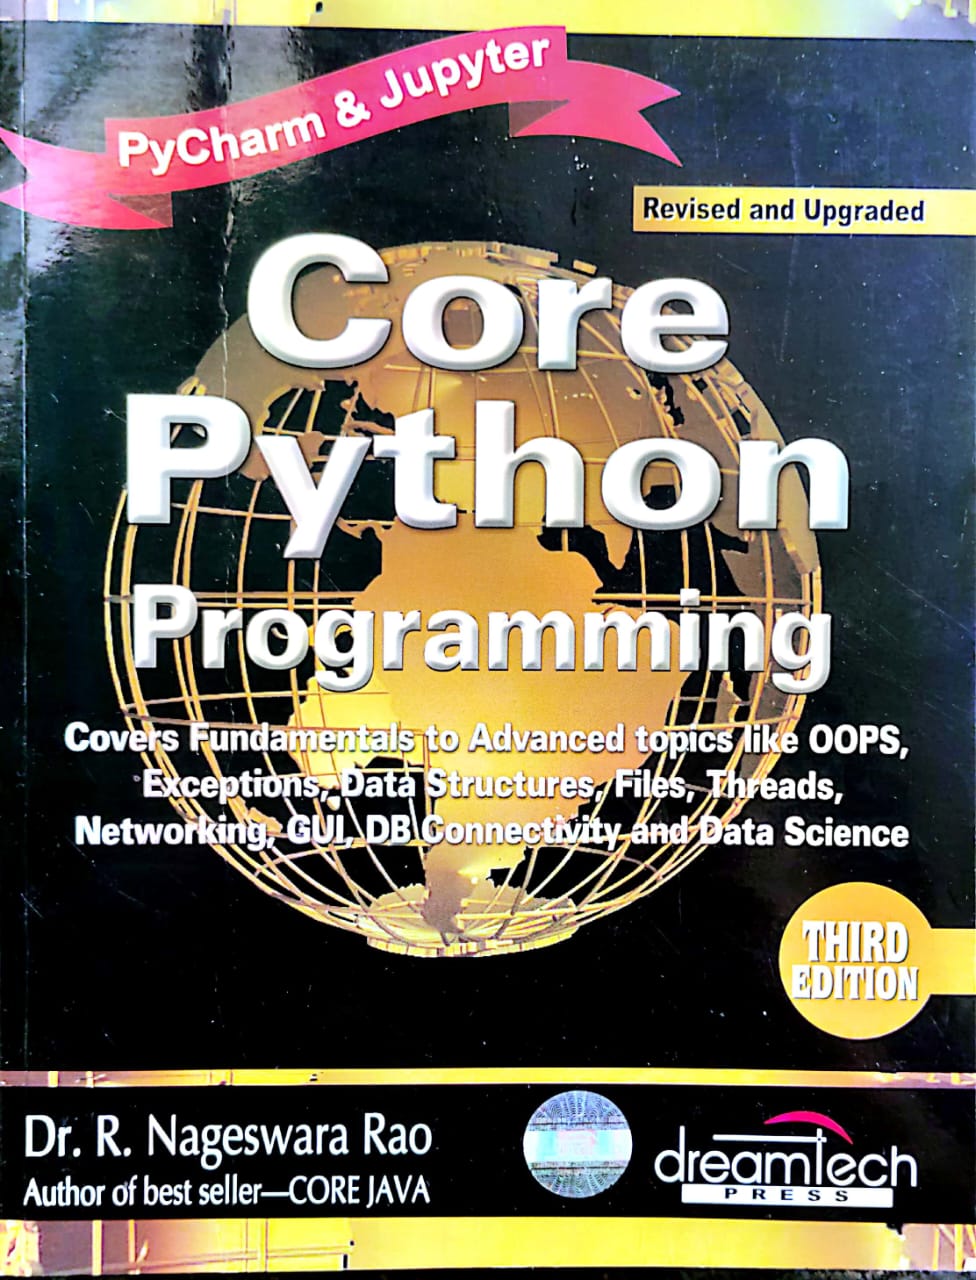 PyCharm & Jupyter
Revised and Upgraded
Core
Python
Programming
Covers Fundamentals to Advanced topics like OOPS,
Exceptions, Data Structures, Files, Threads,
Networking, GUI, DB Connectivity and Data Science
THIRD
EDITION
Dr. R. Nageswara Rao
Author of best seller—CORE JAVA
dreamtech
PRESS